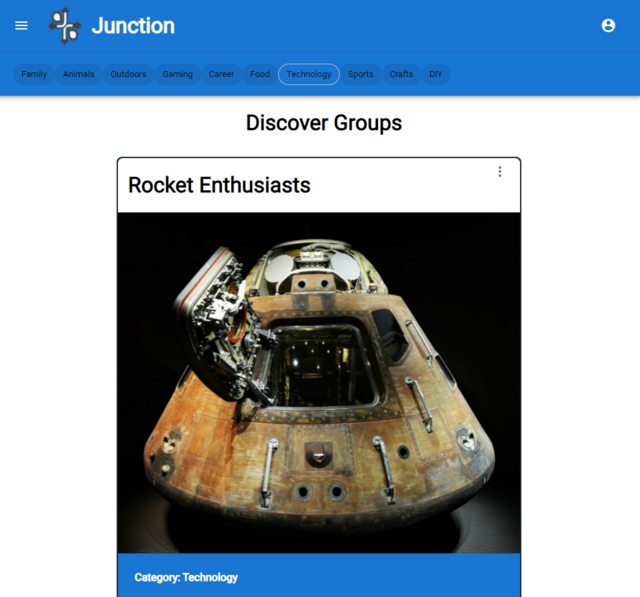 Junction
Family Animals Outdoors Gaming Career Food Technology Sports Crafts DIY
Discover Groups
Rocket Enthusiasts
Category: Technology